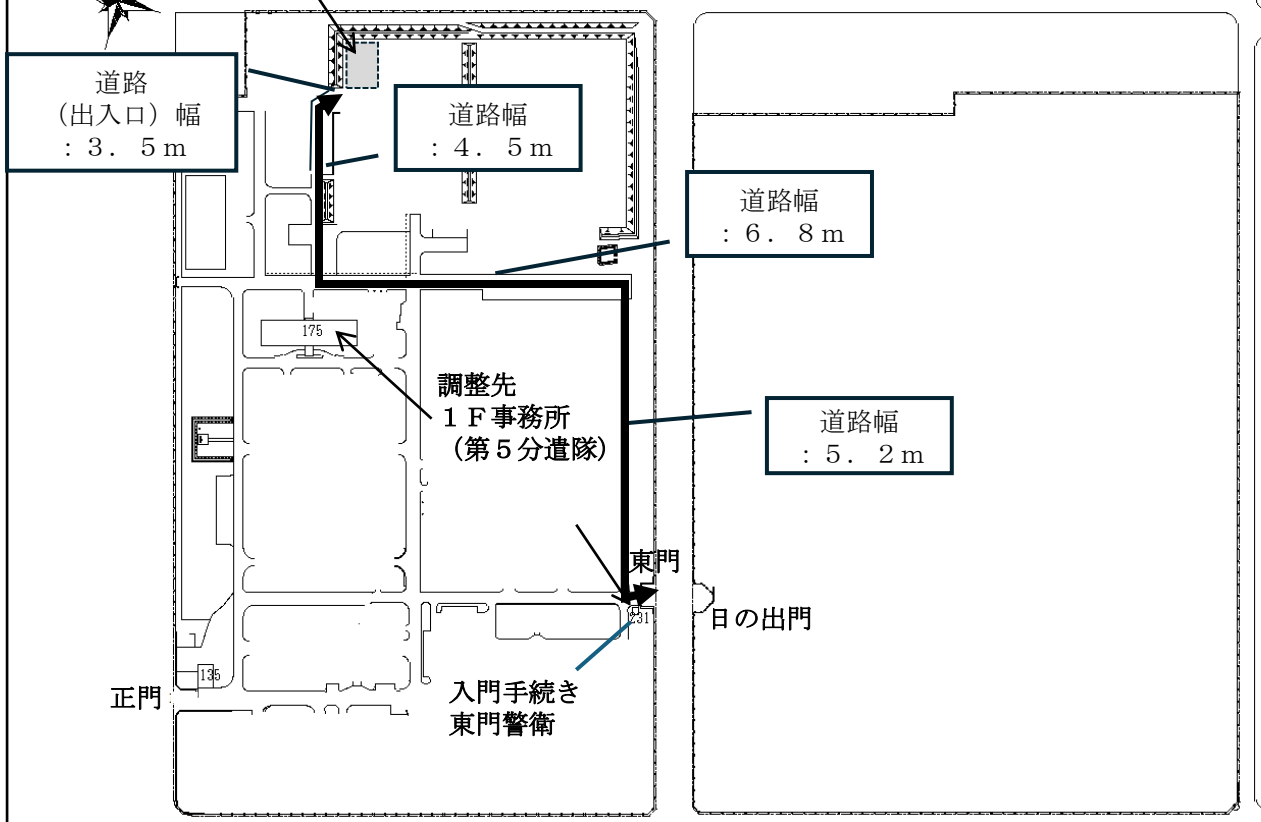 道路
（出入口）幅
：３．５ｍ
道路幅
：４．５ｍ
道路幅
：６．８ｍ
175
調整先
１Ｆ事務所
（第５分遣隊）
道路幅
：５．２ｍ
東門
231
日の出門
135
正門
入門手続き
東門警衛